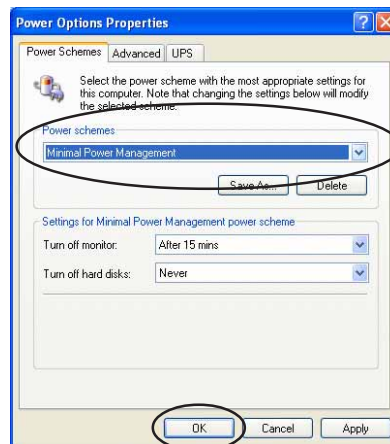 Power Options Properties
Power Schemes Advanced UPS
Select the power scheme with the most appropriate settings for
this computer. Note that changing the settings below will modify
the selected scheme.
Power schemes
Minimal Power Management
Save As... Delete
Settings for Minimal Power Management power scheme
Turn off monitor: After 15 mins
Turn off hard disks: Never
OK Cancel Apply